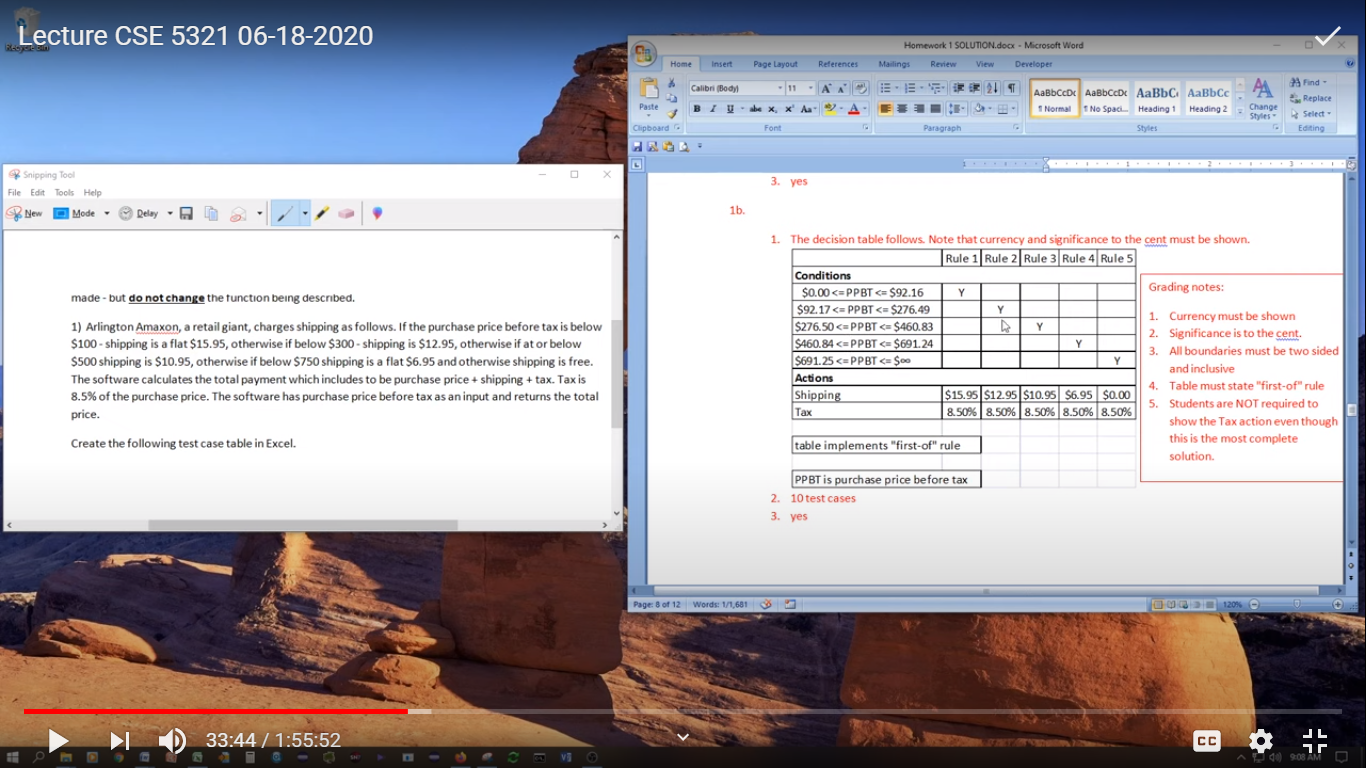 Lecture CSE 5321 06-18-2020
Recycle Bin
Snipping Tool
File Edit Tools Help
New Mode Delay
made - but do not change the function being described.
1) Arlington Amaxon, a retail giant, charges shipping as follows. If the purchase price before tax is below
$100 - shipping is a flat $15.95, otherwise if below $300 - shipping is $12.95, otherwise if at or below
$500 shipping is $10.95, otherwise if below $750 shipping is a flat $6.95 and otherwise shipping is free.
The software calculates the total payment which includes to be purchase price + shipping + tax. Tax is
8.5% of the purchase price. The software has purchase price before tax as an input and returns the total
price.
Create the following test case table in Excel.
Homework 1 SOLUTION.docx - Microsoft Word
Home Insert Page Layout References Mailings Review View Developer
Paste
Calibri (Body) 11
AaBbCcDc AaBbCcDc AaBbC AaBbCc
¶ Normal ¶ No Spaci... Heading 1 Heading 2
Change
Styles
Find
Replace
Select
Clipboard Font Paragraph Styles Editing
3. yes
1b.
1. The decision table follows. Note that currency and significance to the cent must be shown.
Rule 1 Rule 2 Rule 3 Rule 4 Rule 5
Conditions
$0.00 <= PPBT <= $92.16 Y
$92.17 <= PPBT <= $276.49 Y
$276.50 <= PPBT <= $460.83 Y
$460.84 <= PPBT <= $691.24 Y
$691.25 <= PPBT <= $∞ Y
Actions
Shipping $15.95 $12.95 $10.95 $6.95 $0.00
Tax 8.50% 8.50% 8.50% 8.50% 8.50%
table implements "first-of" rule
PPBT is purchase price before tax
2. 10 test cases
3. yes
Grading notes:
1. Currency must be shown
2. Significance is to the cent.
3. All boundaries must be two sided
and inclusive
4. Table must state "first-of" rule
5. Students are NOT required to
show the Tax action even though
this is the most complete
solution.
Page: 8 of 12 Words: 1/1,681 120%
33:44 / 1:55:52
CC
9:08 AM